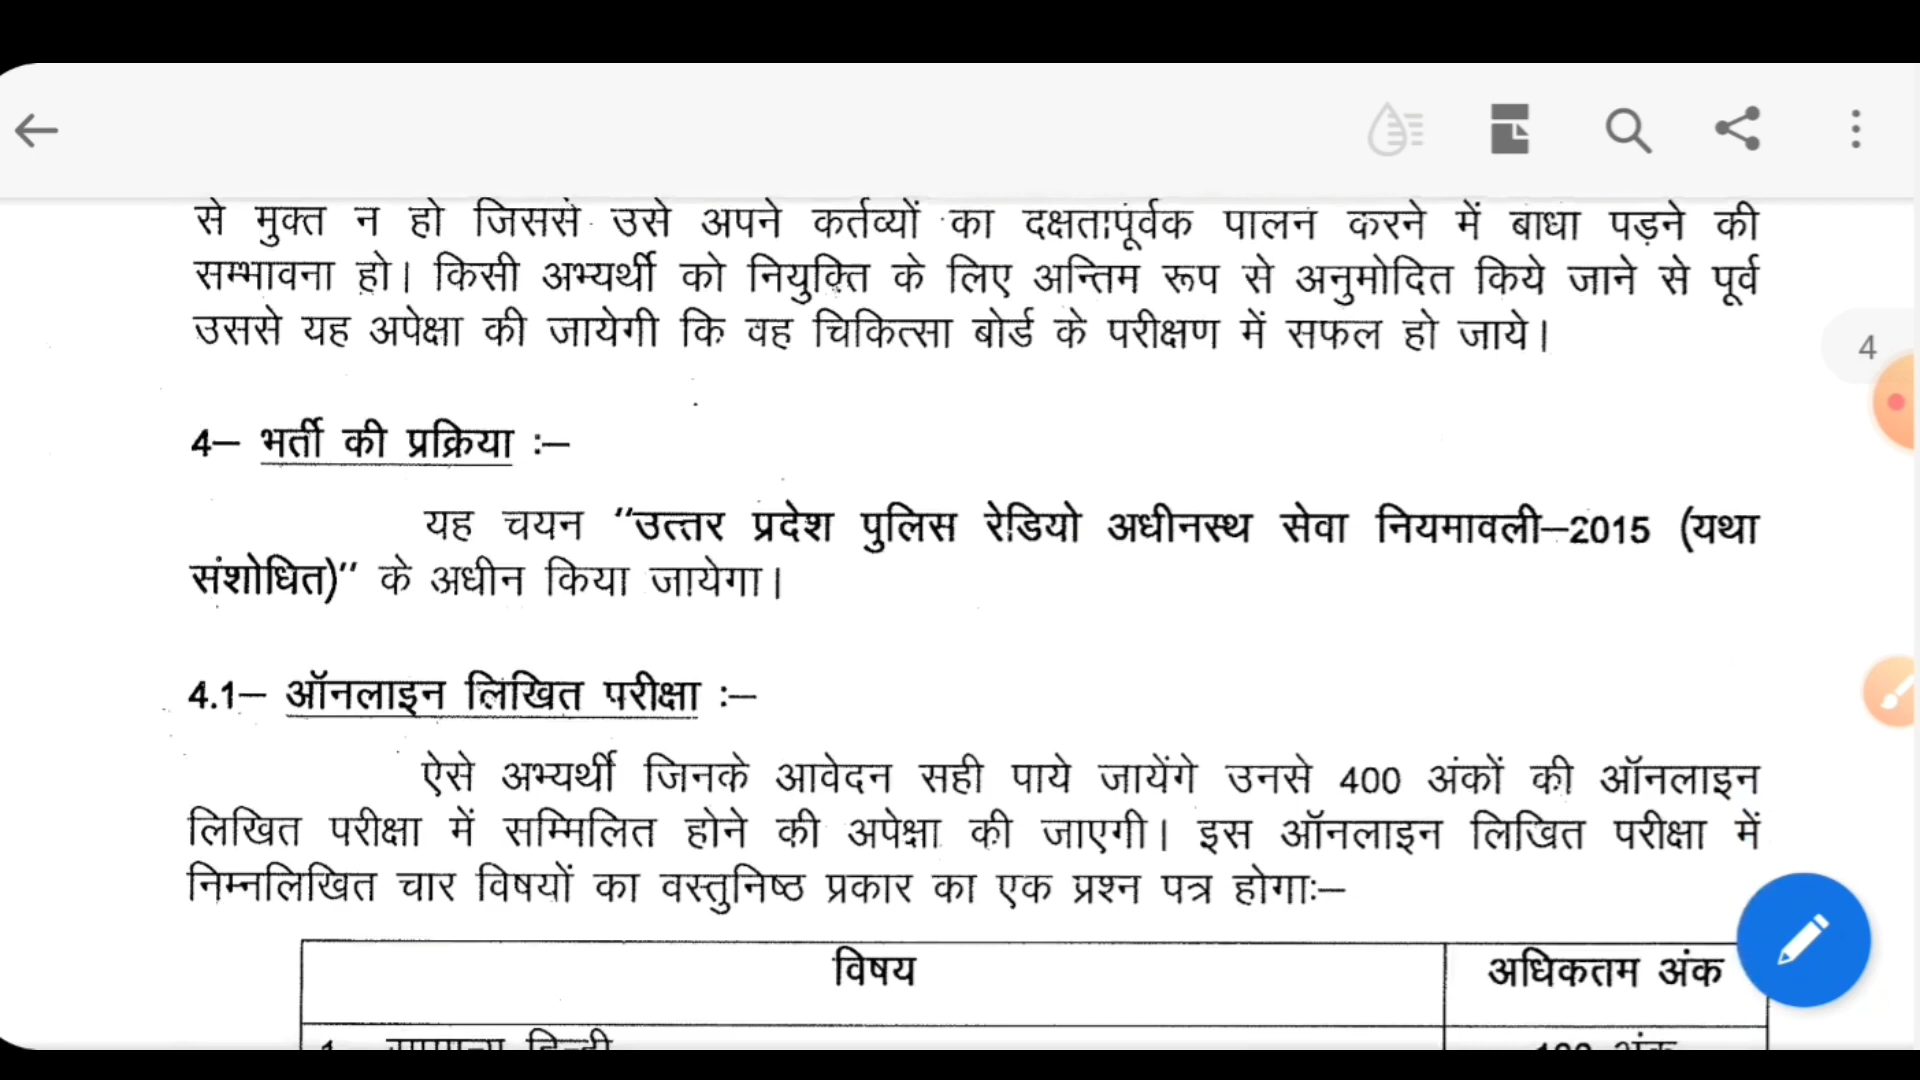 से मुक्त न हो जिससे उसे अपने कर्तव्यों का दक्षतापूर्वक पालन करने में बाधा पड़ने की
सम्भावना हो। किसी अभ्यर्थी को नियुक्ति के लिए अन्तिम रूप से अनुमोदित किये जाने से पूर्व
उससे यह अपेक्षा की जायेगी कि वह चिकित्सा बोर्ड के परीक्षण में सफल हो जाये।
4
4– भर्ती की प्रक्रिया :–
यह चयन "उत्तर प्रदेश पुलिस रेडियो अधीनस्थ सेवा नियमावली–2015 (यथा
संशोधित)" के अधीन किया जायेगा।
4.1– ऑनलाइन लिखित परीक्षा :–
ऐसे अभ्यर्थी जिनके आवेदन सही पाये जायेंगे उनसे 400 अंकों की ऑनलाइन
लिखित परीक्षा में सम्मिलित होने की अपेक्षा की जाएगी। इस ऑनलाइन लिखित परीक्षा में
निम्नलिखित चार विषयों का वस्तुनिष्ठ प्रकार का एक प्रश्न पत्र होगाः–
विषय अधिकतम अंक